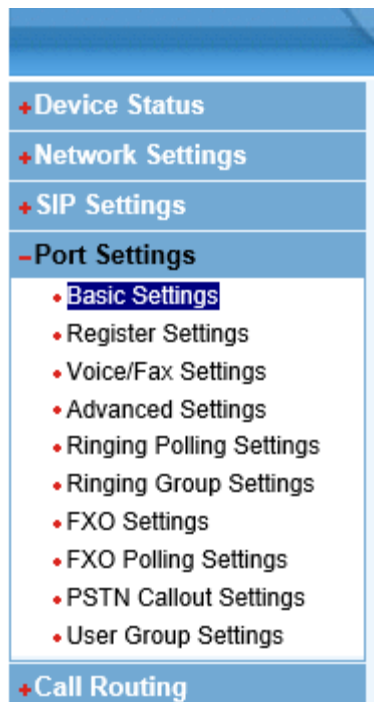 +Device Status
+Network Settings
+SIP Settings
-Port Settings
• Basic Settings
• Register Settings
• Voice/Fax Settings
• Advanced Settings
• Ringing Polling Settings
• Ringing Group Settings
• FXO Settings
• FXO Polling Settings
• PSTN Callout Settings
• User Group Settings
+Call Routing